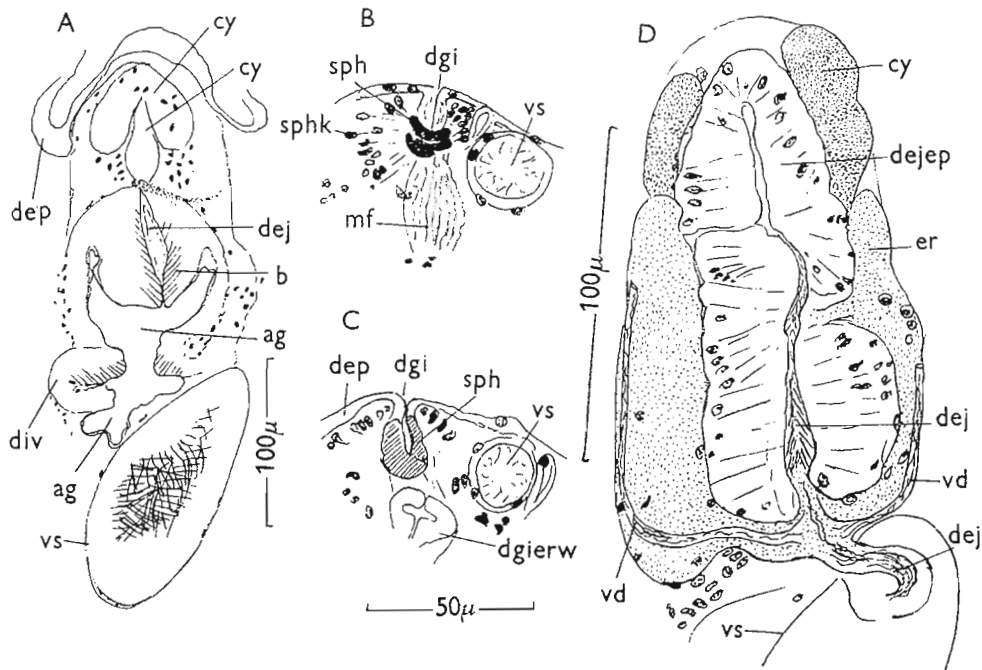 A
cy
cy
dep
dej
b
ag
div
ag
vs
100μ
B
sph
dgi
vs
sphk
mf
C
dep
dgi
sph
vs
dgierw
50μ
D
cy
dejep
er
100μ
dej
vd
dej
vd
vs